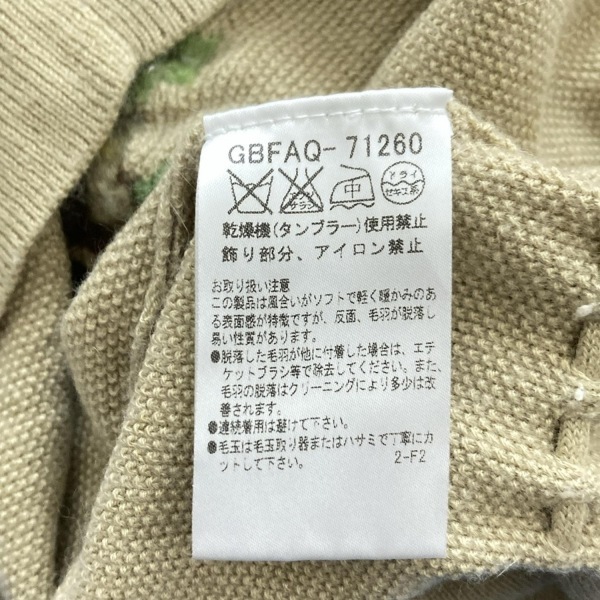 GBFAQ-71260
エンソサラシ
中
ドライ
セキユ系
乾燥機(タンブラー)使用禁止
飾り部分、アイロン禁止
お取り扱い注意
この製品は風合いがソフトで軽く暖かみのあ
る表面感が特徴ですが、反面、毛羽が脱落し
易い性質があります。
●脱落した毛羽が他に付着した場合は、エチ
ケットブラシ等で除去してください。また、
毛羽の脱落はクリーニングにより多少は改
善されます。
●連続着用は避けて下さい。
●毛玉は毛玉取り器またはハサミで丁寧にカ
ットして下さい。 2-F2